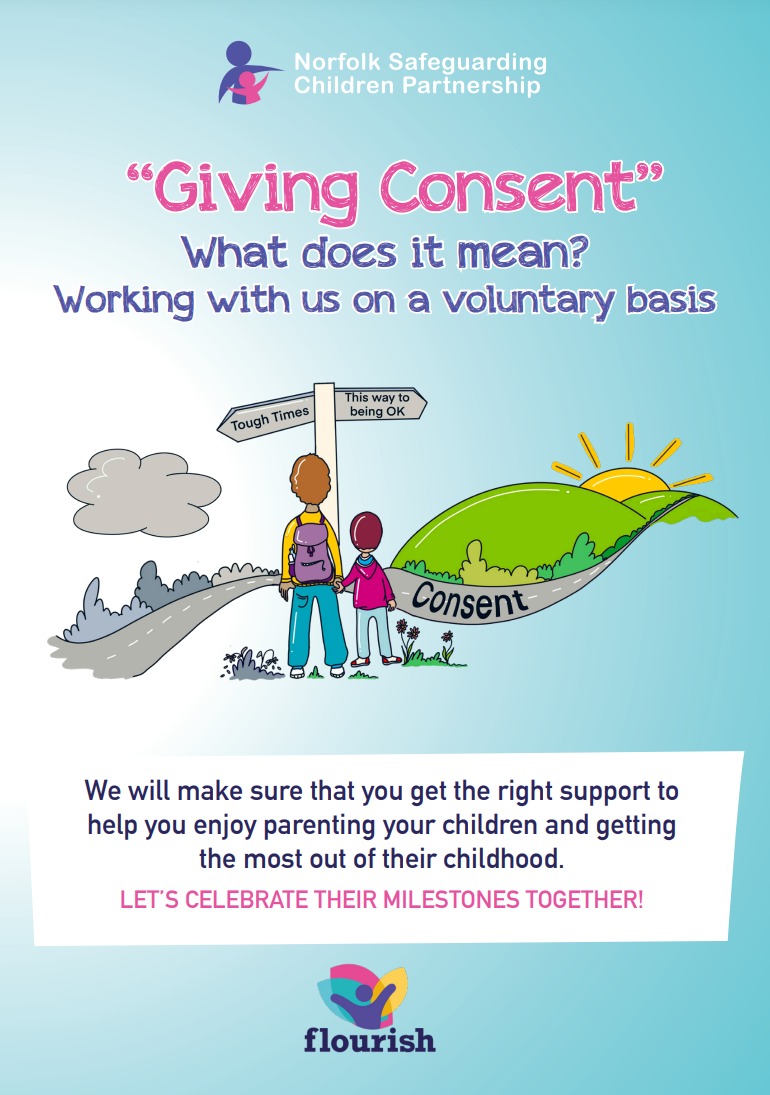 Norfolk Safeguarding
Children Partnership
“Giving Consent”
What does it mean?
Working with us on a voluntary basis
Tough Times
This way to
being OK
Consent
We will make sure that you get the right support to
help you enjoy parenting your children and getting
the most out of their childhood.
LET’S CELEBRATE THEIR MILESTONES TOGETHER!
flourish